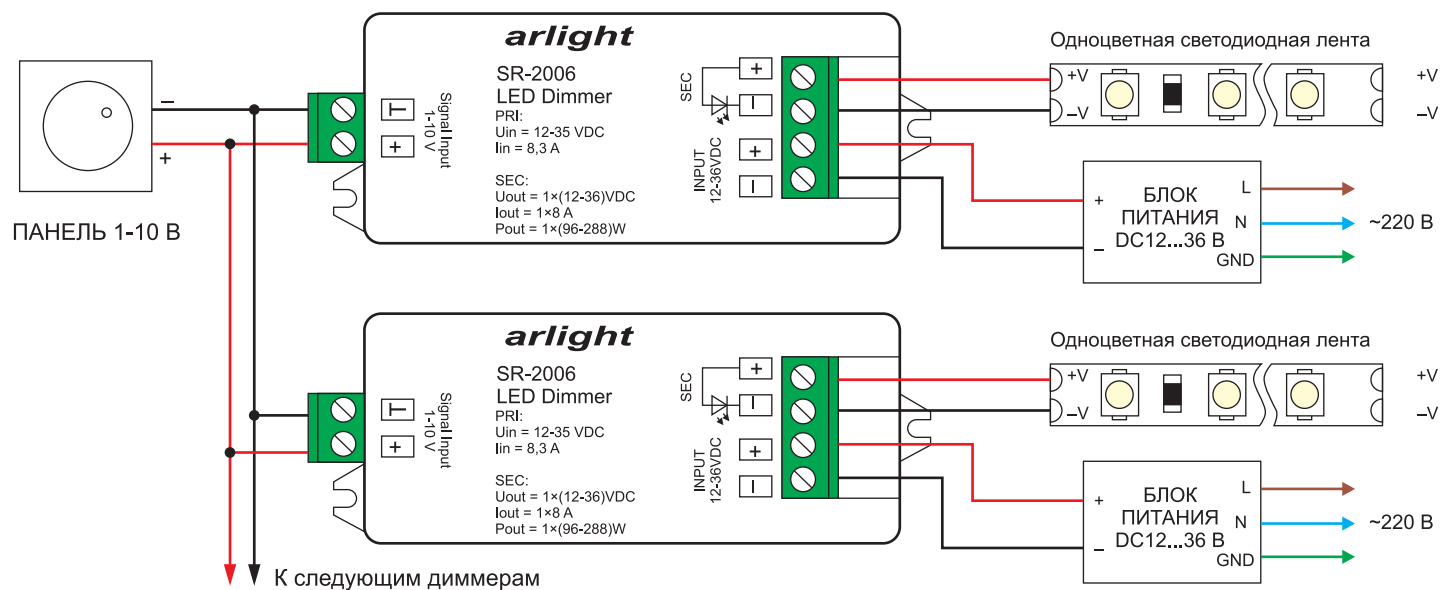 arlight
SR-2006
LED Dimmer
PRI:
Uin = 12-35 VDC
Iin = 8,3 A
SEC:
Uout = 1×(12-36)VDC
Iout = 1×8 A
Pout = 1×(96-288)W
Signal Input
1-10 V
+
SEC
+
–
INPUT
12-36VDC
+
–
–
+
ПАНЕЛЬ 1-10 В
Одноцветная светодиодная лента
+V
–V
+V
–V
+
–
БЛОК
ПИТАНИЯ
DC12...36 В
L
N
GND
~220 В
arlight
SR-2006
LED Dimmer
PRI:
Uin = 12-35 VDC
Iin = 8,3 A
SEC:
Uout = 1×(12-36)VDC
Iout = 1×8 A
Pout = 1×(96-288)W
Signal Input
1-10 V
+
SEC
+
–
INPUT
12-36VDC
+
–
Одноцветная светодиодная лента
+V
–V
+V
–V
+
–
БЛОК
ПИТАНИЯ
DC12...36 В
L
N
GND
~220 В
К следующим диммерам